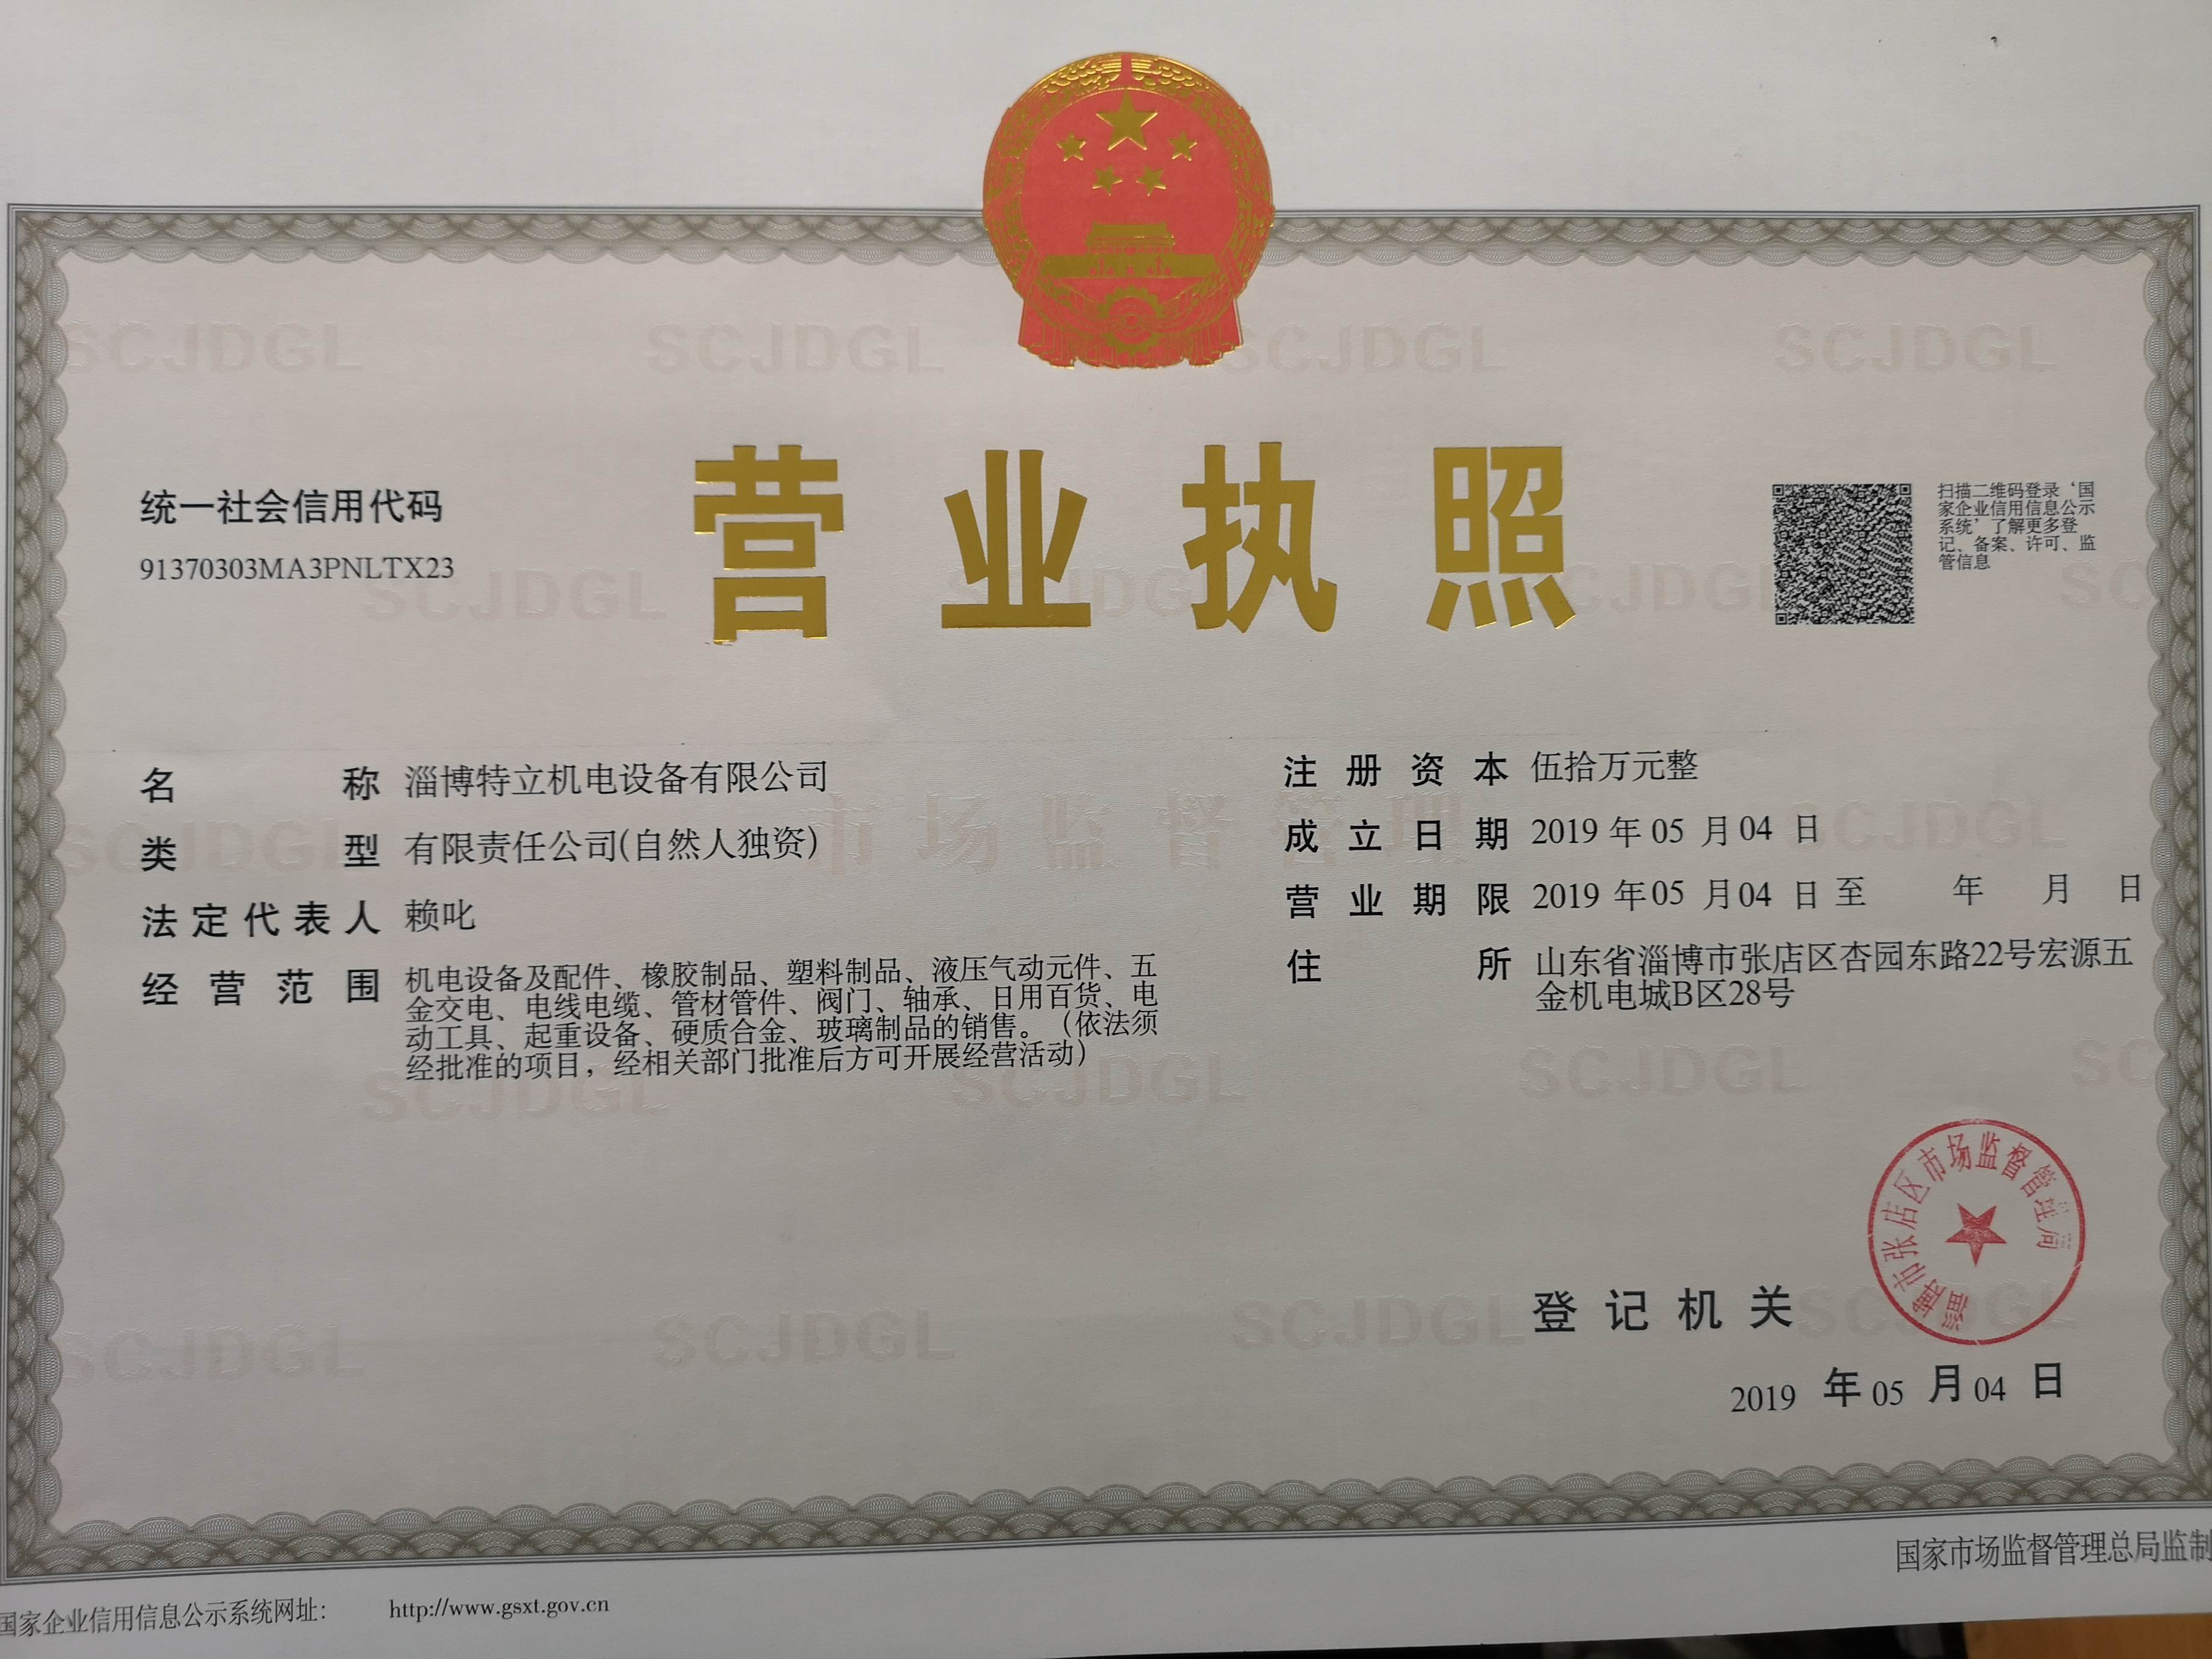 营业执照
统一社会信用代码
91370303MA3PNLTX23
扫描二维码登录‘国
家企业信用信息公示
系统’了解更多登
记、备案、许可、监
管信息
名称 淄博特立机电设备有限公司
类型 有限责任公司(自然人独资)
法定代表人 赖叱
经营范围 机电设备及配件、橡胶制品、塑料制品、液压气动元件、五
金交电、电线电缆、管材管件、阀门、轴承、日用百货、电
动工具、起重设备、硬质合金、玻璃制品的销售。（依法须
经批准的项目，经相关部门批准后方可开展经营活动）
注册资本 伍拾万元整
成立日期 2019 年 05 月 04 日
营业期限 2019 年 05 月 04 日 至 年 月 日
住所 山东省淄博市张店区杏园东路22号宏源五
金机电城B区28号
市场监督管理
SCJDGL
淄博市张店区市场监督管理局
登记机关
2019 年 05 月 04 日
国家企业信用信息公示系统网址： http://www.gsxt.gov.cn
国家市场监督管理总局监制